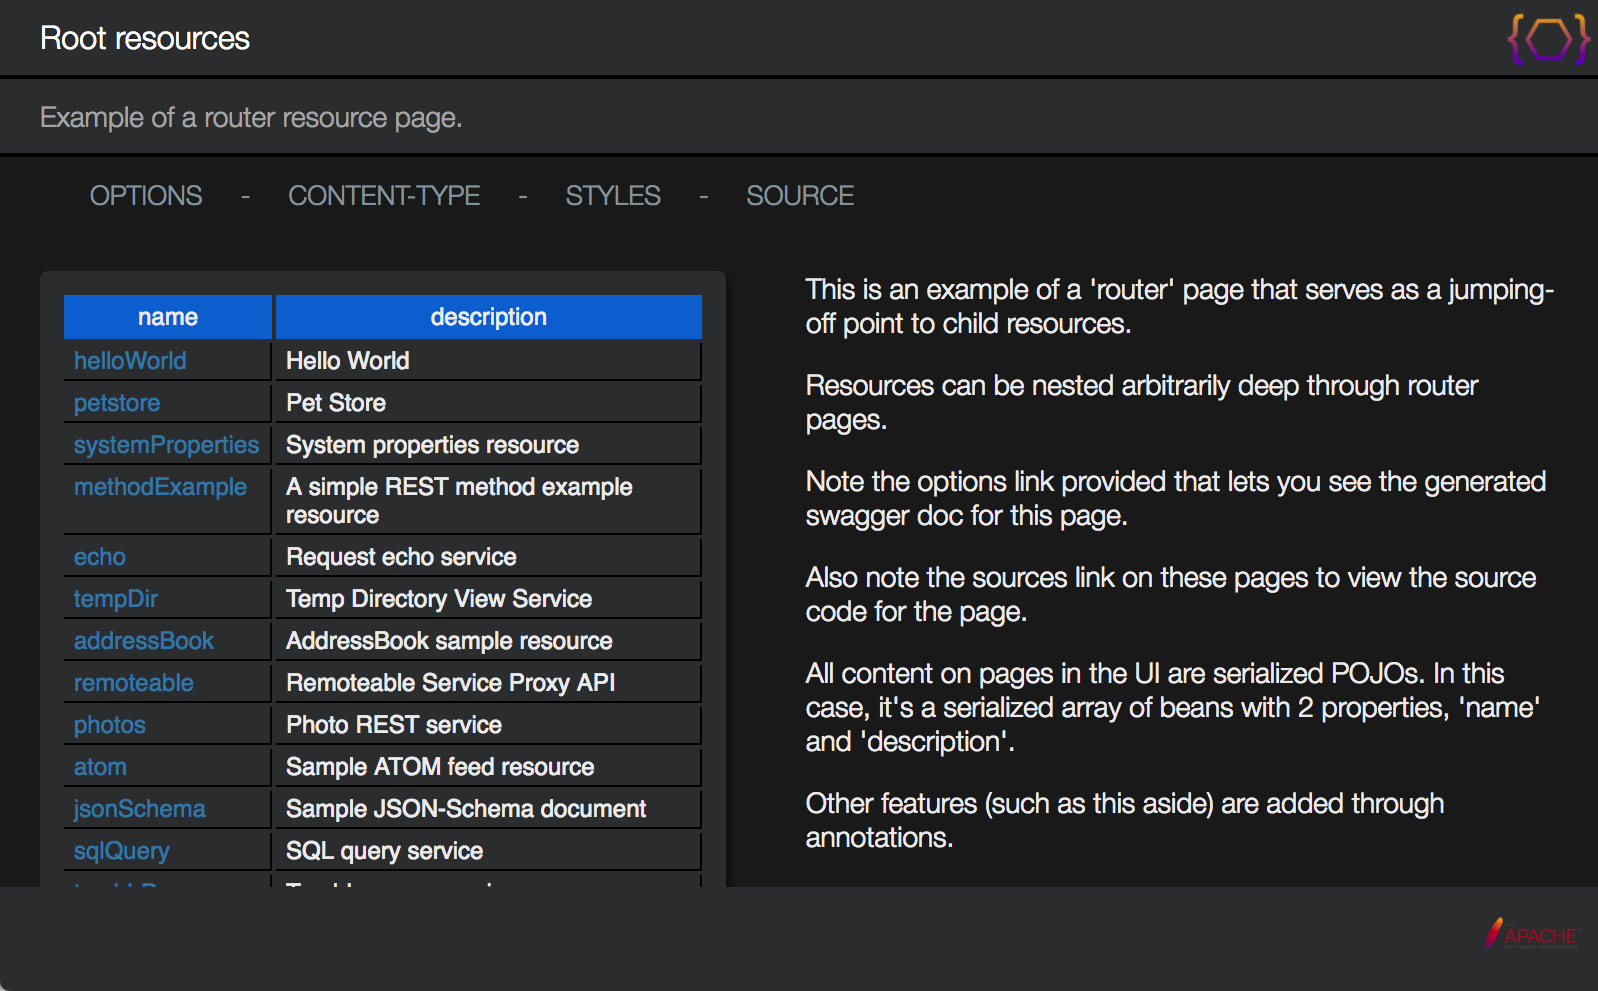 Root resources
Example of a router resource page.
OPTIONS - CONTENT-TYPE - STYLES - SOURCE
name description
helloWorld Hello World
petstore Pet Store
systemProperties System properties resource
methodExample A simple REST method example
resource
echo Request echo service
tempDir Temp Directory View Service
addressBook AddressBook sample resource
remoteable Remoteable Service Proxy API
photos Photo REST service
atom Sample ATOM feed resource
jsonSchema Sample JSON-Schema document
sqlQuery SQL query service
This is an example of a 'router' page that serves as a jumping-
off point to child resources.
Resources can be nested arbitrarily deep through router
pages.
Note the options link provided that lets you see the generated
swagger doc for this page.
Also note the sources link on these pages to view the source
code for the page.
All content on pages in the UI are serialized POJOs. In this
case, it's a serialized array of beans with 2 properties, 'name'
and 'description'.
Other features (such as this aside) are added through
annotations.
APACHE